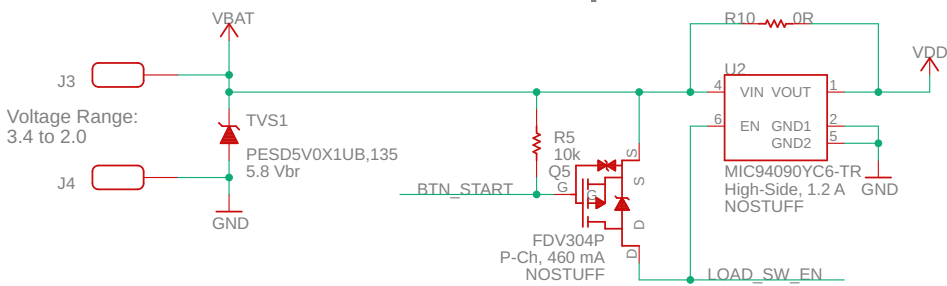 VBAT
R10 0R
VDD
J3
U2
4 VIN VOUT 1
Voltage Range:
3.4 to 2.0
TVS1
6 EN GND1 2
GND2 5
R5
10k
S
PESD5V0X1UB,135
5.8 Vbr
Q5
MIC94090YC6-TR
High-Side, 1.2 A
NOSTUFF
GND
J4
BTN_START
G
G
S
D
D
GND
FDV304P
P-Ch, 460 mA
NOSTUFF
LOAD_SW_EN